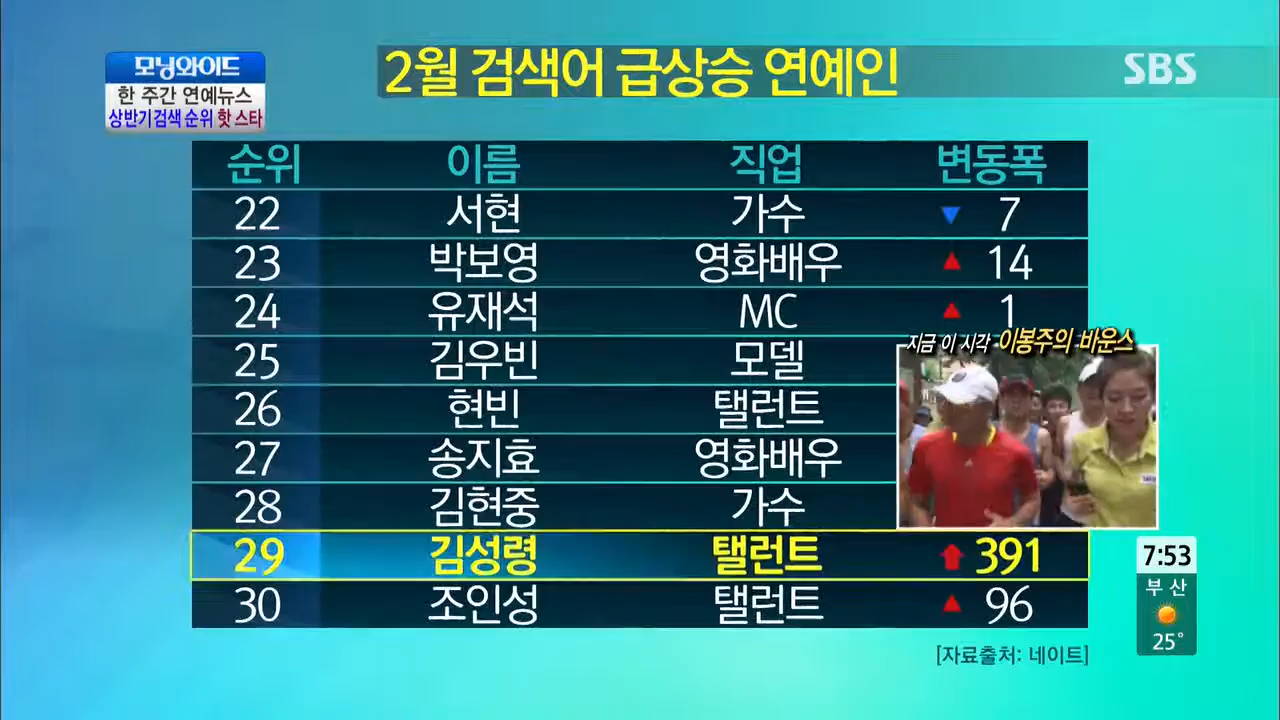 모닝와이드
한 주간 연예뉴스
상반기 검색 순위 핫 스타
2월 검색어 급상승 연예인
SBS
순위 이름 직업 변동폭
22 서현 가수 ▼ 7
23 박보영 영화배우 ▲ 14
24 유재석 MC ▲ 1
25 김우빈 모델
26 현빈 탤런트
27 송지효 영화배우
28 김현중 가수
29 김성령 탤런트 391
30 조인성 탤런트 ▲ 96
지금 이 시각 이봉주의 바운스
7:53
부산
25°
[자료출처: 네이트]